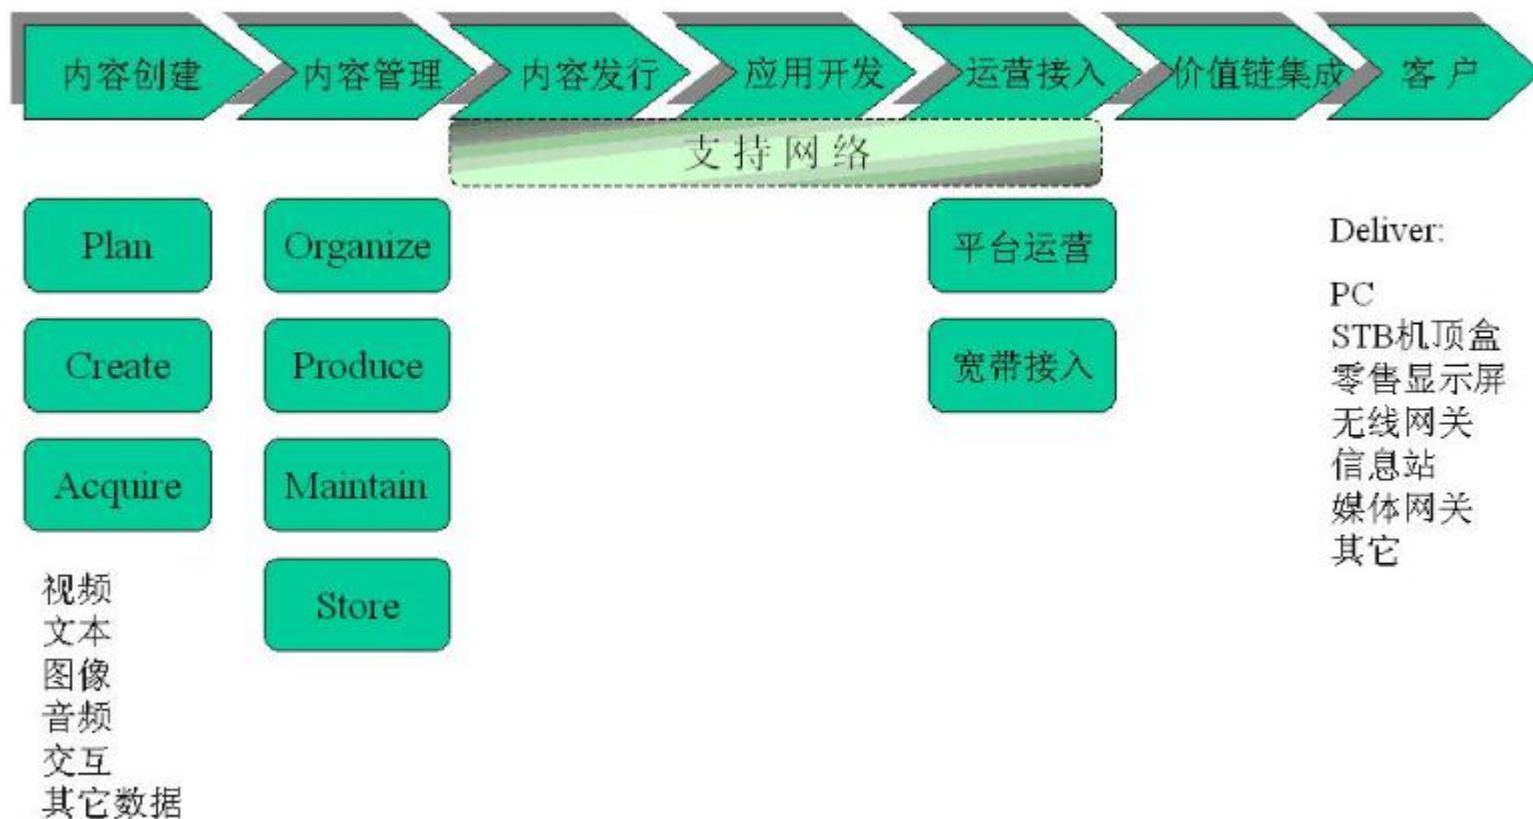 内容创建
内容管理
内容发行
应用开发
运营接入
价值链集成
客 户
支 持 网 络
Plan
Create
Acquire
视频
文本
图像
音频
交互
其它数据
Organize
Produce
Maintain
Store
平台运营
宽带接入
Deliver:
PC
STB机顶盒
零售显示屏
无线网关
信息站
媒体网关
其它